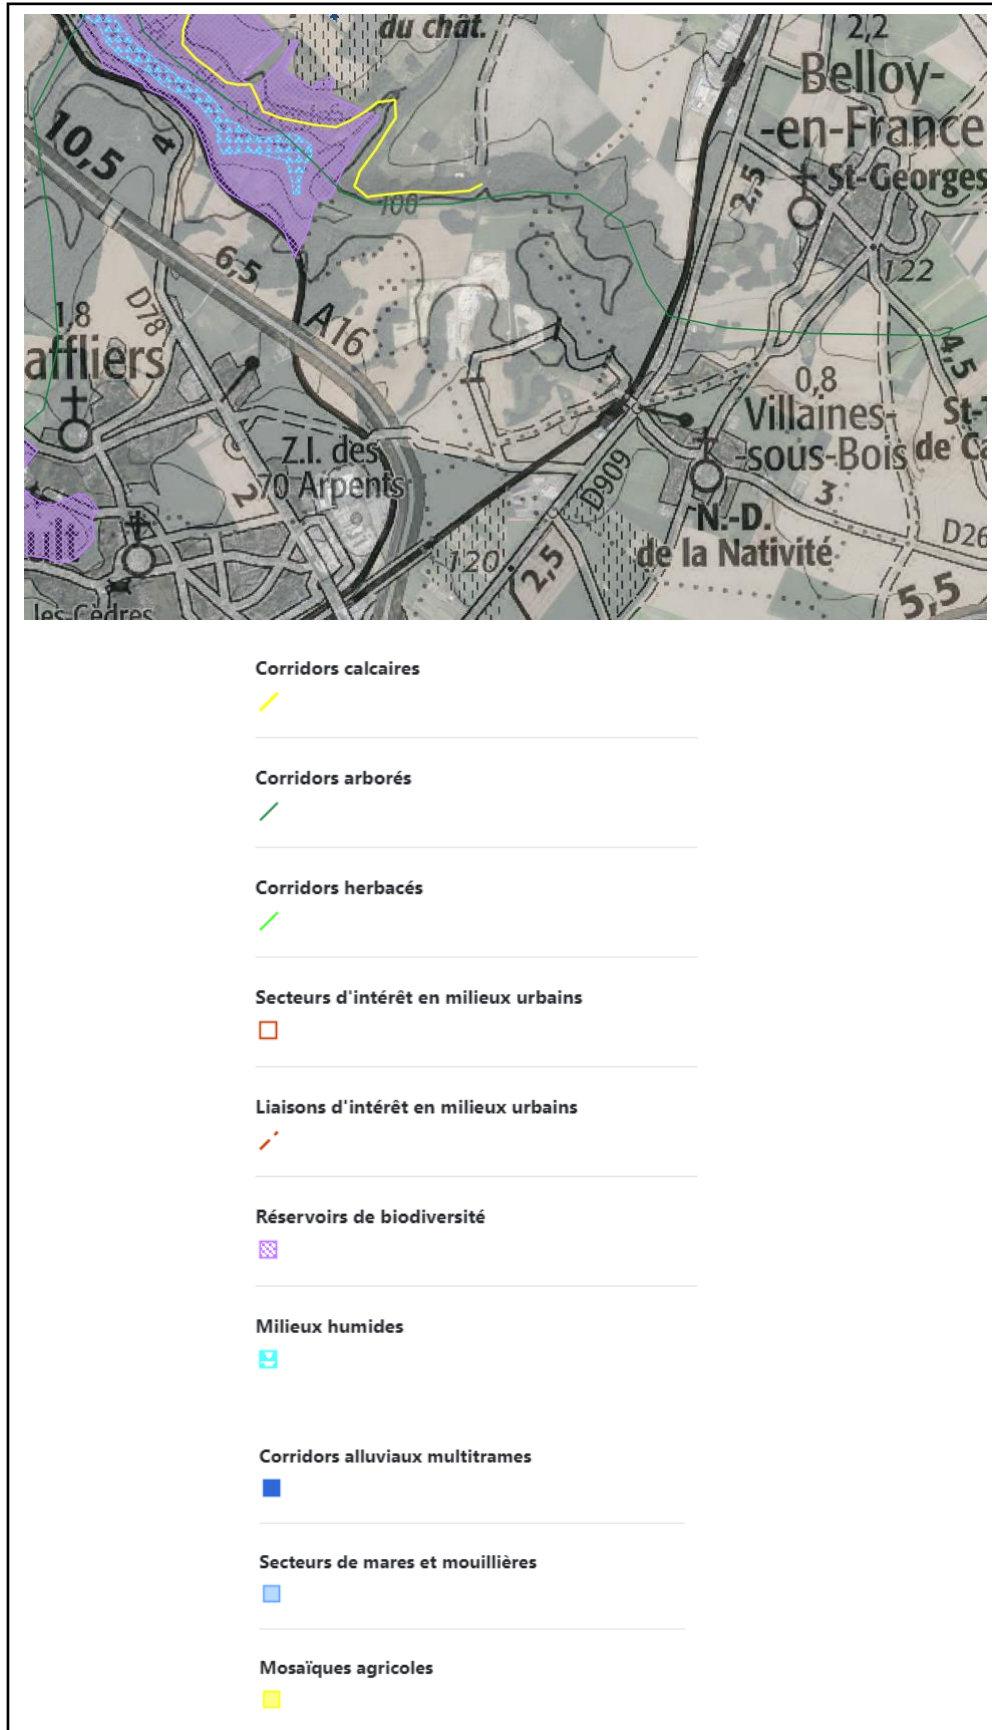 du chât.
2,2
Belloy-
-en-France
St-Georges
10,5
4
2,5
100
6,5
122
D78
A16
1,8
affliers
4,5
0,8
Villaines-
-sous-Bois
St-T
de Ca
Z.I. des
70 Arpents
2
D909
3
N.-D.
de la Nativité
D26
120
2,5
5,5
les-Cèdres
Corridors calcaires
Corridors arborés
Corridors herbacés
Secteurs d'intérêt en milieux urbains
Liaisons d'intérêt en milieux urbains
Réservoirs de biodiversité
Milieux humides
Corridors alluviaux multitrames
Secteurs de mares et mouillières
Mosaïques agricoles